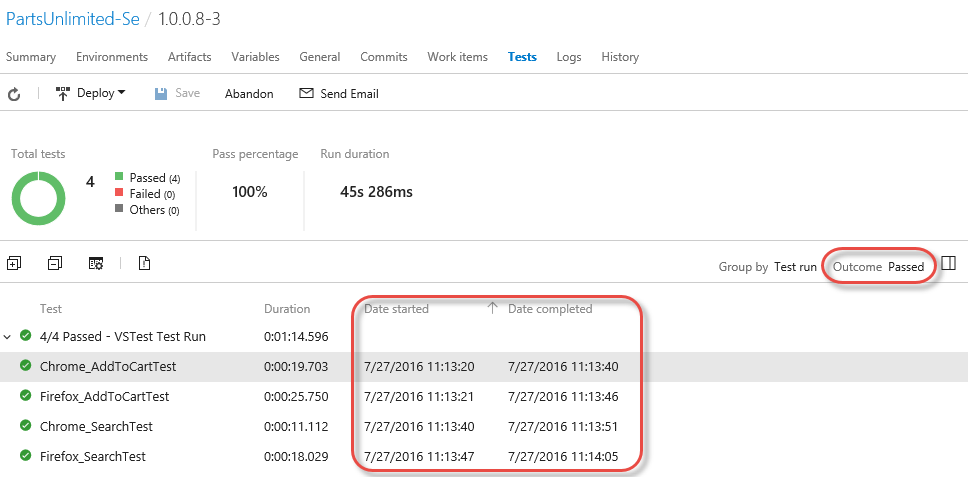 PartsUnlimited-Se / 1.0.0.8-3
Summary Environments Artifacts Variables General Commits Work items Tests Logs History
Deploy Save Abandon Send Email
Total tests Pass percentage Run duration
4 Passed (4) 100% 45s 286ms
Failed (0)
Others (0)
Group by Test run Outcome Passed
Test Duration Date started Date completed
4/4 Passed - VSTest Test Run 0:01:14.596
Chrome_AddToCartTest 0:00:19.703 7/27/2016 11:13:20 7/27/2016 11:13:40
Firefox_AddToCartTest 0:00:25.750 7/27/2016 11:13:21 7/27/2016 11:13:46
Chrome_SearchTest 0:00:11.112 7/27/2016 11:13:40 7/27/2016 11:13:51
Firefox_SearchTest 0:00:18.029 7/27/2016 11:13:47 7/27/2016 11:14:05